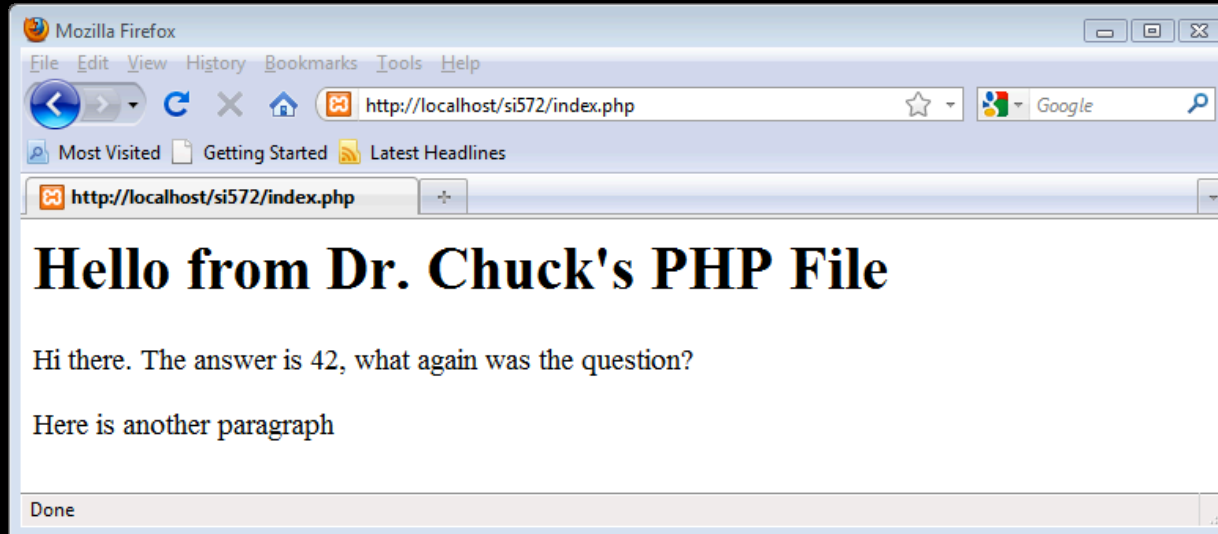 Mozilla Firefox
File Edit View History Bookmarks Tools Help
http://localhost/si572/index.php Google
Most Visited Getting Started Latest Headlines
http://localhost/si572/index.php
Hello from Dr. Chuck's PHP File
Hi there. The answer is 42, what again was the question?
Here is another paragraph
Done